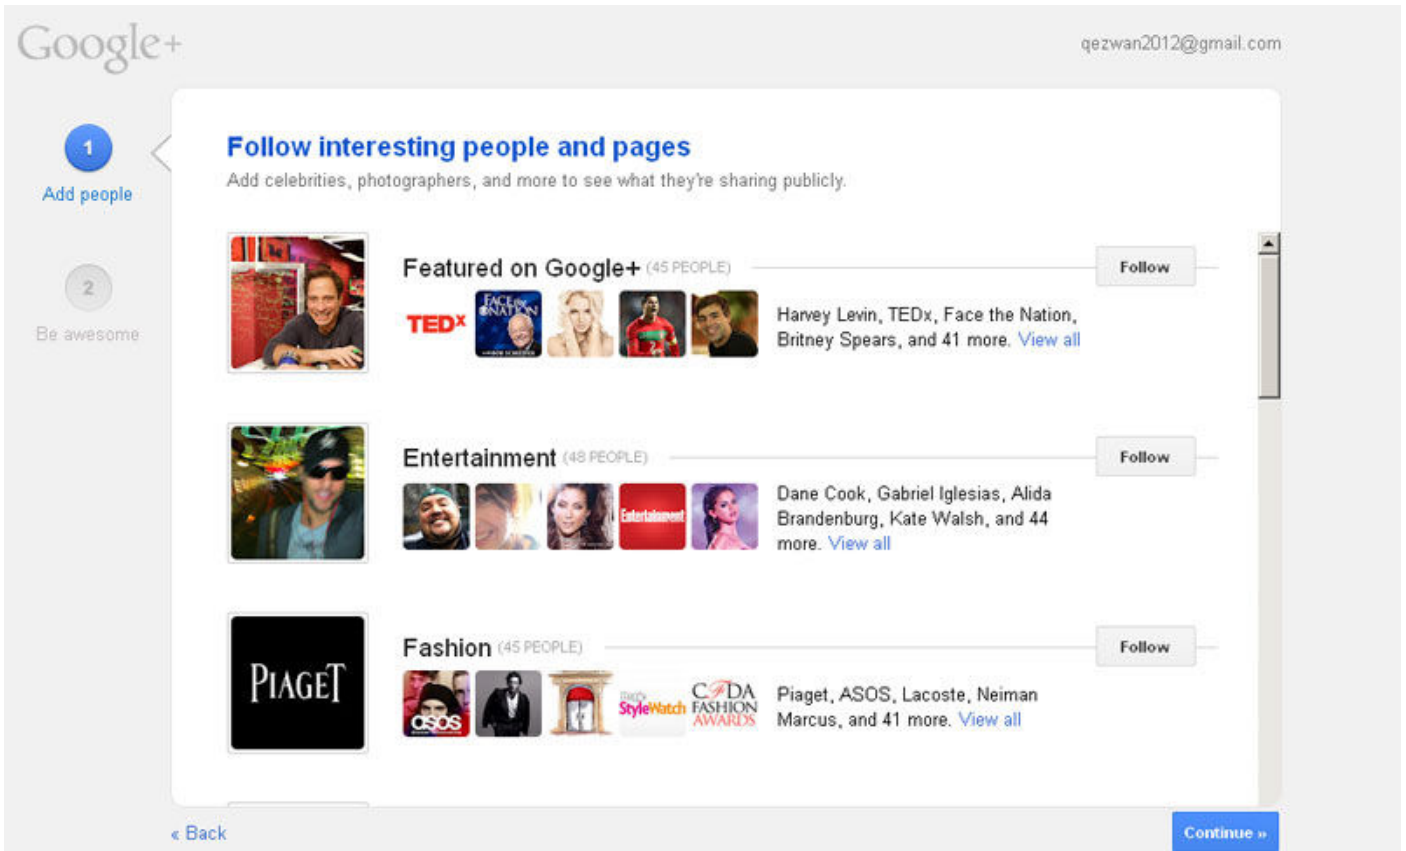 Google+
qezwan2012@gmail.com
1
Add people
2
Be awesome
Follow interesting people and pages
Add celebrities, photographers, and more to see what they're sharing publicly.
Featured on Google+ (45 PEOPLE)
Follow
TEDx
FACE THE NATION
Harvey Levin, TEDx, Face the Nation,
Britney Spears, and 41 more. View all
Entertainment (48 PEOPLE)
Follow
Entertainment
Dane Cook, Gabriel Iglesias, Alida
Brandenburg, Kate Walsh, and 44
more. View all
PIAGET
Fashion (45 PEOPLE)
Follow
asos
StyleWatch
CFDA
FASHION
AWARDS
Piaget, ASOS, Lacoste, Neiman
Marcus, and 41 more. View all
« Back
Continue »